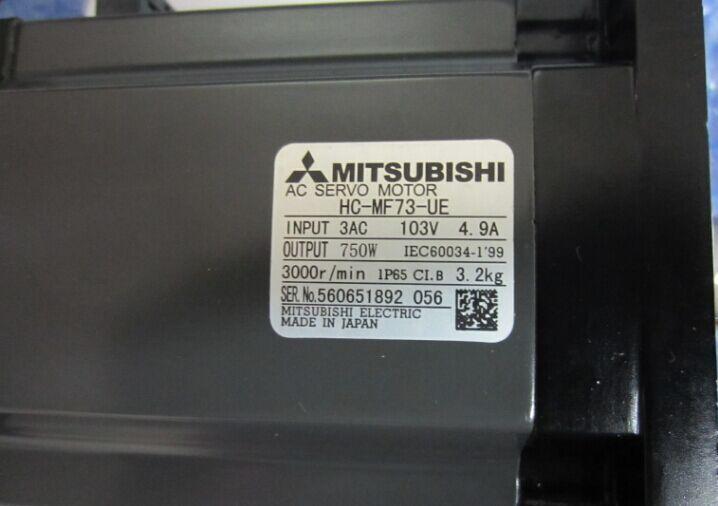 MITSUBISHI
AC SERVO MOTOR
HC-MF73-UE
INPUT 3AC 103V 4.9A
OUTPUT 750W IEC60034-1'99
3000r/min IP65 CI.B 3.2kg
SER.No.560651892 056
MITSUBISHI ELECTRIC
MADE IN JAPAN